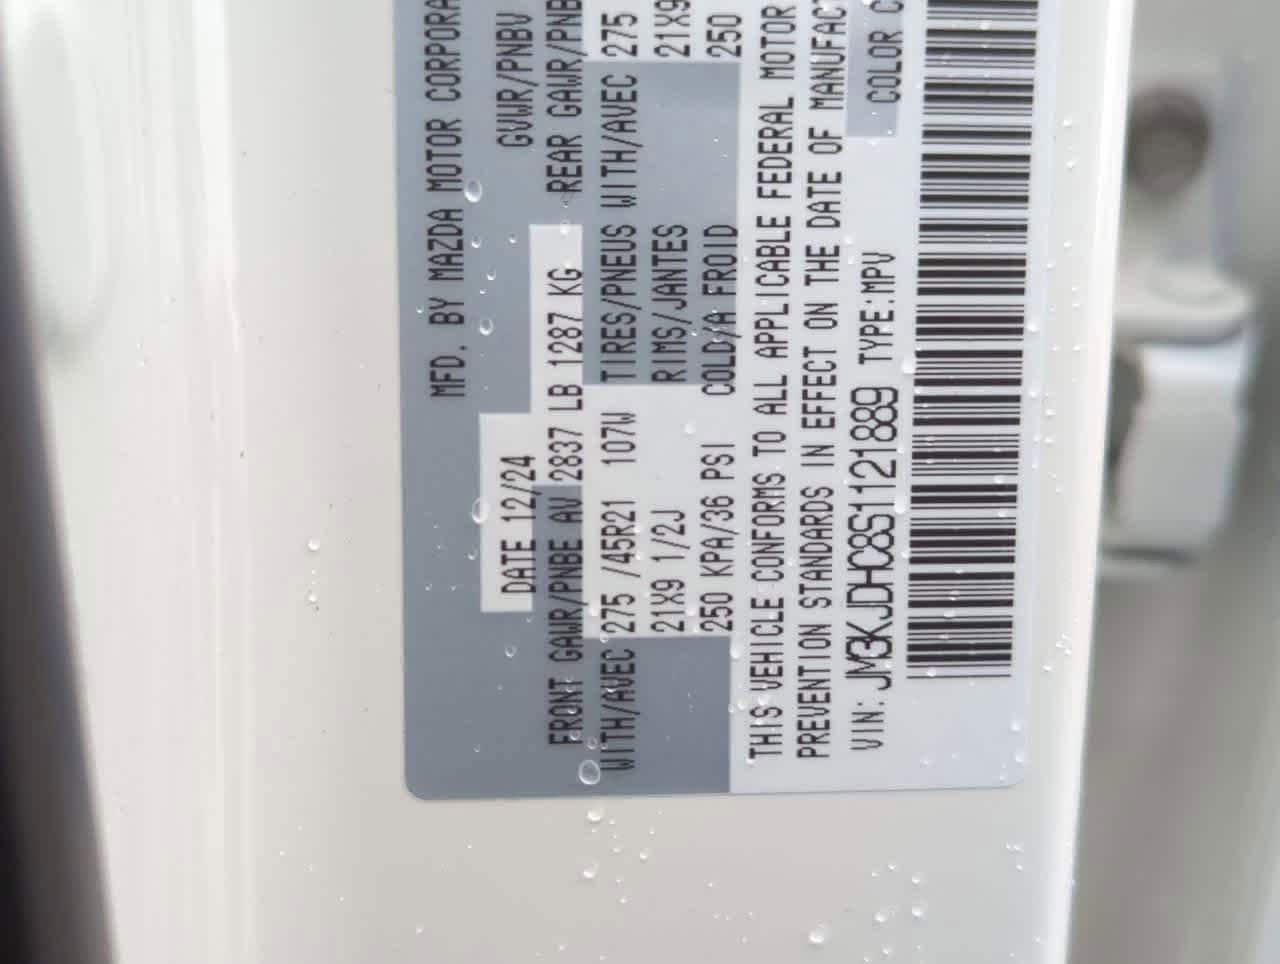 MFD. BY MAZDA MOTOR CORPORA
DATE 12/24 GVWR/PNBV
FRONT GAWR/PNBE AV 2837 LB 1287 KG REAR GAWR/PNB
WITH/AVEC 275 /45R21 107W TIRES/PNEUS WITH/AVEC 275
21X9 1/2J RIMS/JANTES 21X9
250 KPA/36 PSI COLD/A FROID 250
THIS VEHICLE CONFORMS TO ALL APPLICABLE FEDERAL MOTOR
PREVENTION STANDARDS IN EFFECT ON THE DATE OF MANUFACT
VIN: JM3KJDHC8S1121889 TYPE:MPV COLOR C